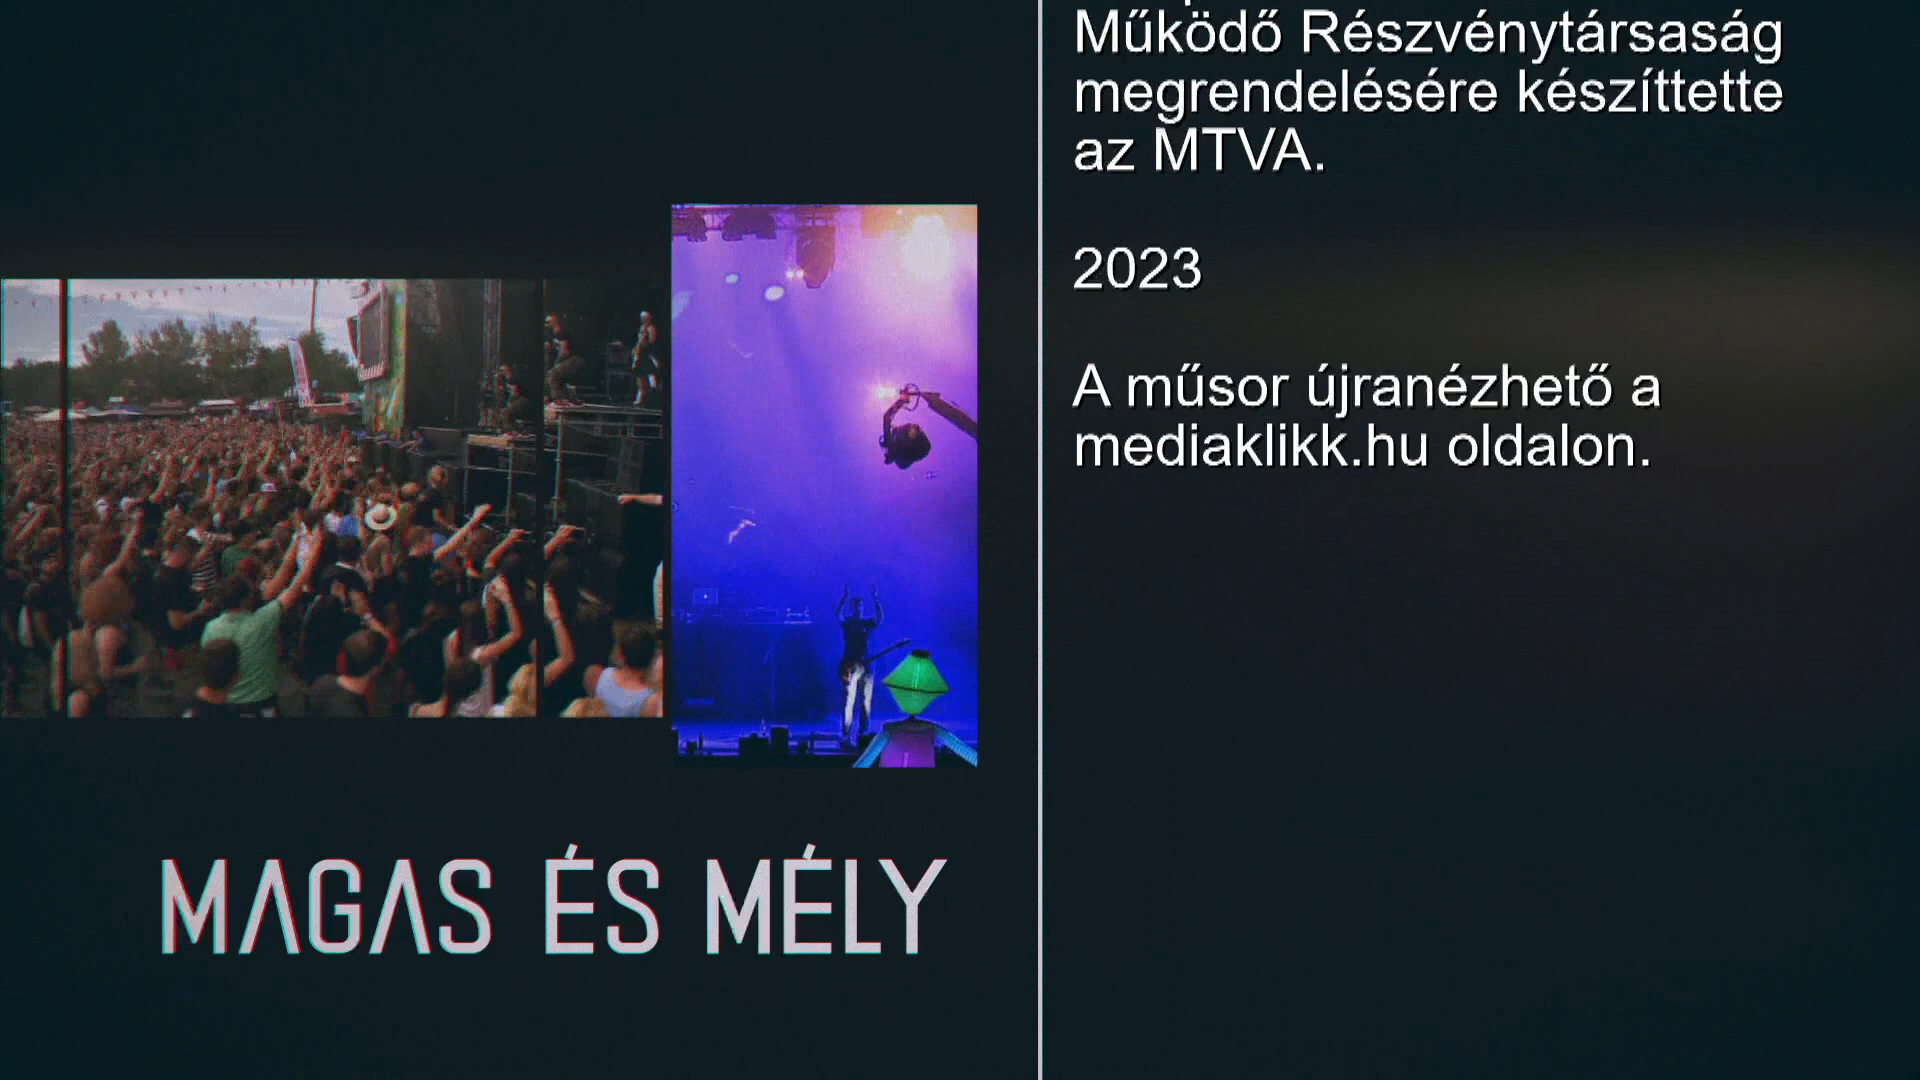 Működő Részvénytársaság
megrendelésére készíttette
az MTVA.
2023
A műsor újranézhető a
mediaklikk.hu oldalon.
MAGAS ÉS MÉLY